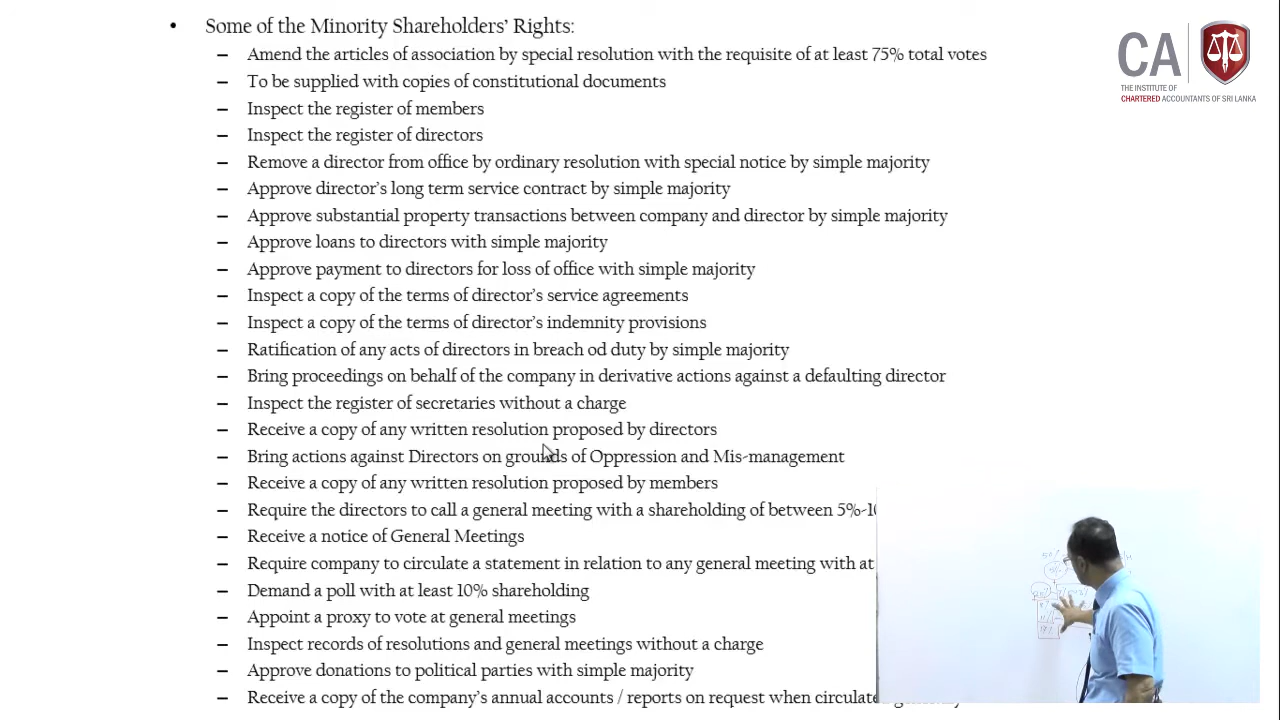 • Some of the Minority Shareholders' Rights:
– Amend the articles of association by special resolution with the requisite of at least 75% total votes
– To be supplied with copies of constitutional documents
– Inspect the register of members
– Inspect the register of directors
– Remove a director from office by ordinary resolution with special notice by simple majority
– Approve director's long term service contract by simple majority
– Approve substantial property transactions between company and director by simple majority
– Approve loans to directors with simple majority
– Approve payment to directors for loss of office with simple majority
– Inspect a copy of the terms of director's service agreements
– Inspect a copy of the terms of director's indemnity provisions
– Ratification of any acts of directors in breach od duty by simple majority
– Bring proceedings on behalf of the company in derivative actions against a defaulting director
– Inspect the register of secretaries without a charge
– Receive a copy of any written resolution proposed by directors
– Bring actions against Directors on grounds of Oppression and Mis-management
– Receive a copy of any written resolution proposed by members
– Require the directors to call a general meeting with a shareholding of between 5%-
– Receive a notice of General Meetings
– Require company to circulate a statement in relation to any general meeting with at
– Demand a poll with at least 10% shareholding
– Appoint a proxy to vote at general meetings
– Inspect records of resolutions and general meetings without a charge
– Approve donations to political parties with simple majority
– Receive a copy of the company's annual accounts / reports on request when
CA
THE INSTITUTE OF
CHARTERED ACCOUNTANTS OF SRI LANKA